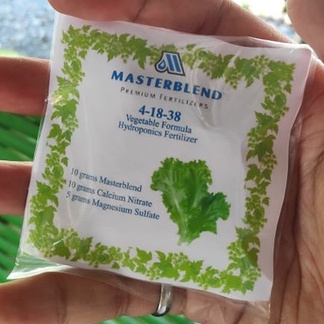 MASTERBLEND
PREMIUM FERTILIZERS
4-18-38
Vegetable Formula
Hydroponics Fertilizer
10 grams Masterblend
10 grams Calcium Nitrate
5 grams Magnesium Sulfate